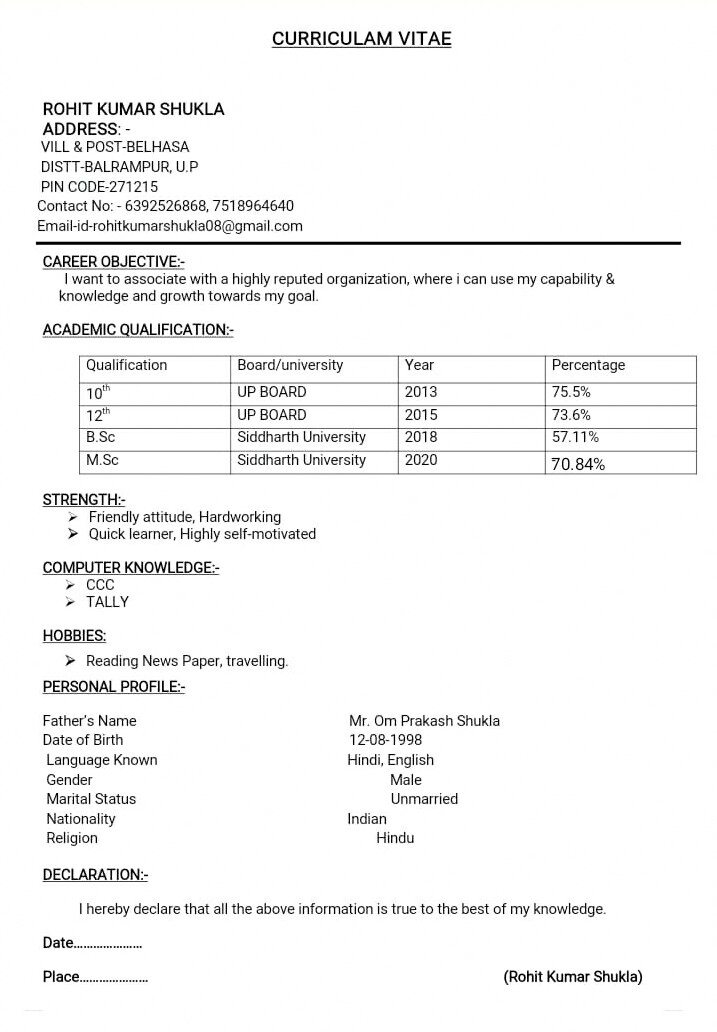 CURRICULAM VITAE
ROHIT KUMAR SHUKLA
ADDRESS: -
VILL & POST-BELHASA
DISTT-BALRAMPUR, U.P
PIN CODE-271215
Contact No: - 6392526868, 7518964640
Email-id-rohitkumarshukla08@gmail.com
CAREER OBJECTIVE:-
I want to associate with a highly reputed organization, where i can use my capability &
knowledge and growth towards my goal.
ACADEMIC QUALIFICATION:-
Qualification Board/university Year Percentage
10th UP BOARD 2013 75.5%
12th UP BOARD 2015 73.6%
B.Sc Siddharth University 2018 57.11%
M.Sc Siddharth University 2020 70.84%
STRENGTH:-
➢ Friendly attitude, Hardworking
➢ Quick learner, Highly self-motivated
COMPUTER KNOWLEDGE:-
➢ CCC
➢ TALLY
HOBBIES:
➢ Reading News Paper, travelling.
PERSONAL PROFILE:-
Father’s Name Mr. Om Prakash Shukla
Date of Birth 12-08-1998
Language Known Hindi, English
Gender Male
Marital Status Unmarried
Nationality Indian
Religion Hindu
DECLARATION:-
I hereby declare that all the above information is true to the best of my knowledge.
Date…………………
Place…………………  (Rohit Kumar Shukla)